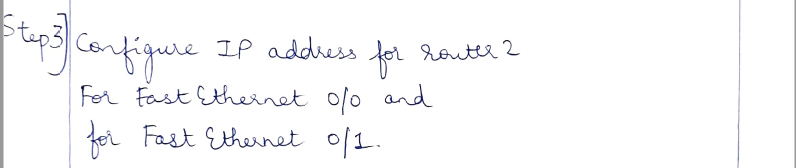 Step3] Configure IP address for router 2
For Fast Ethernet 0/0 and
for Fast Ethernet 0/1.